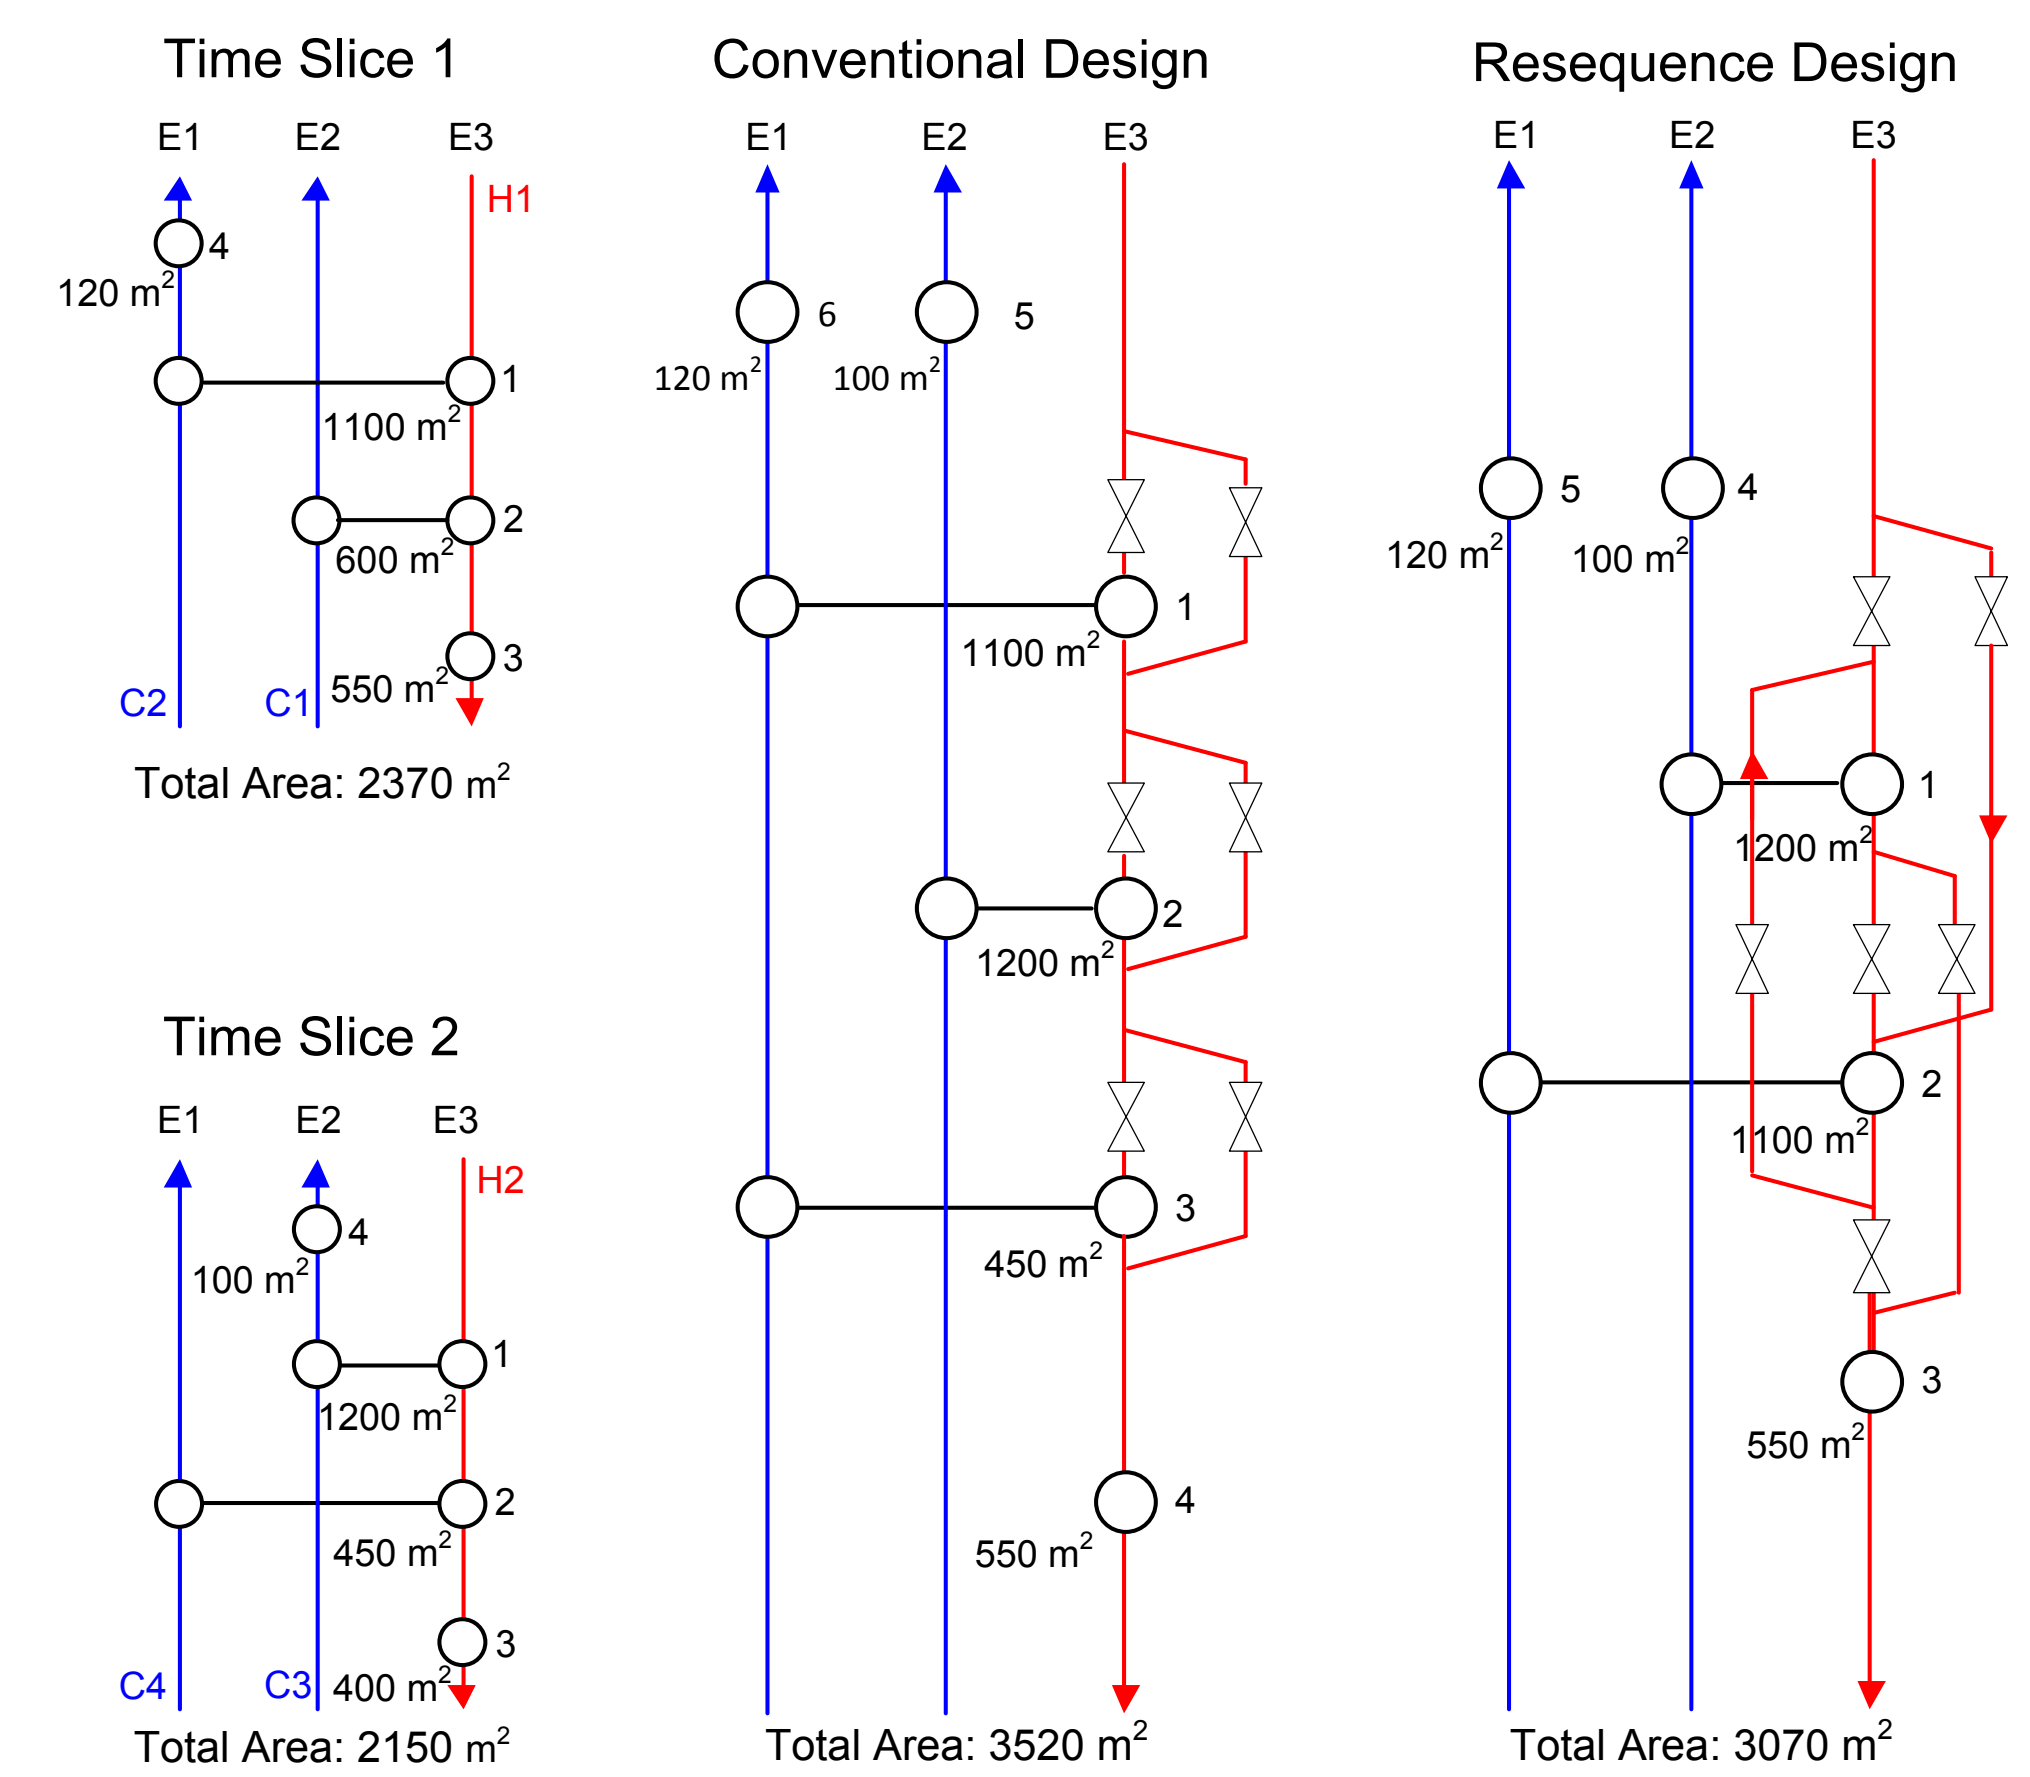 Time Slice 1
E1 E2 E3
H1
4
120 m²
1
1100 m²
2
600 m²
3
550 m²
C2 C1
Total Area: 2370 m²
Time Slice 2
E1 E2 E3
H2
4
100 m²
1
1200 m²
2
450 m²
3
C4 C3 400 m²
Total Area: 2150 m²
Conventional Design
E1 E2 E3
6 5
120 m² 100 m²
1
1100 m²
2
1200 m²
3
450 m²
4
550 m²
Total Area: 3520 m²
Resequence Design
E1 E2 E3
5 4
120 m² 100 m²
1
1200 m²
2
1100 m²
3
550 m²
Total Area: 3070 m²